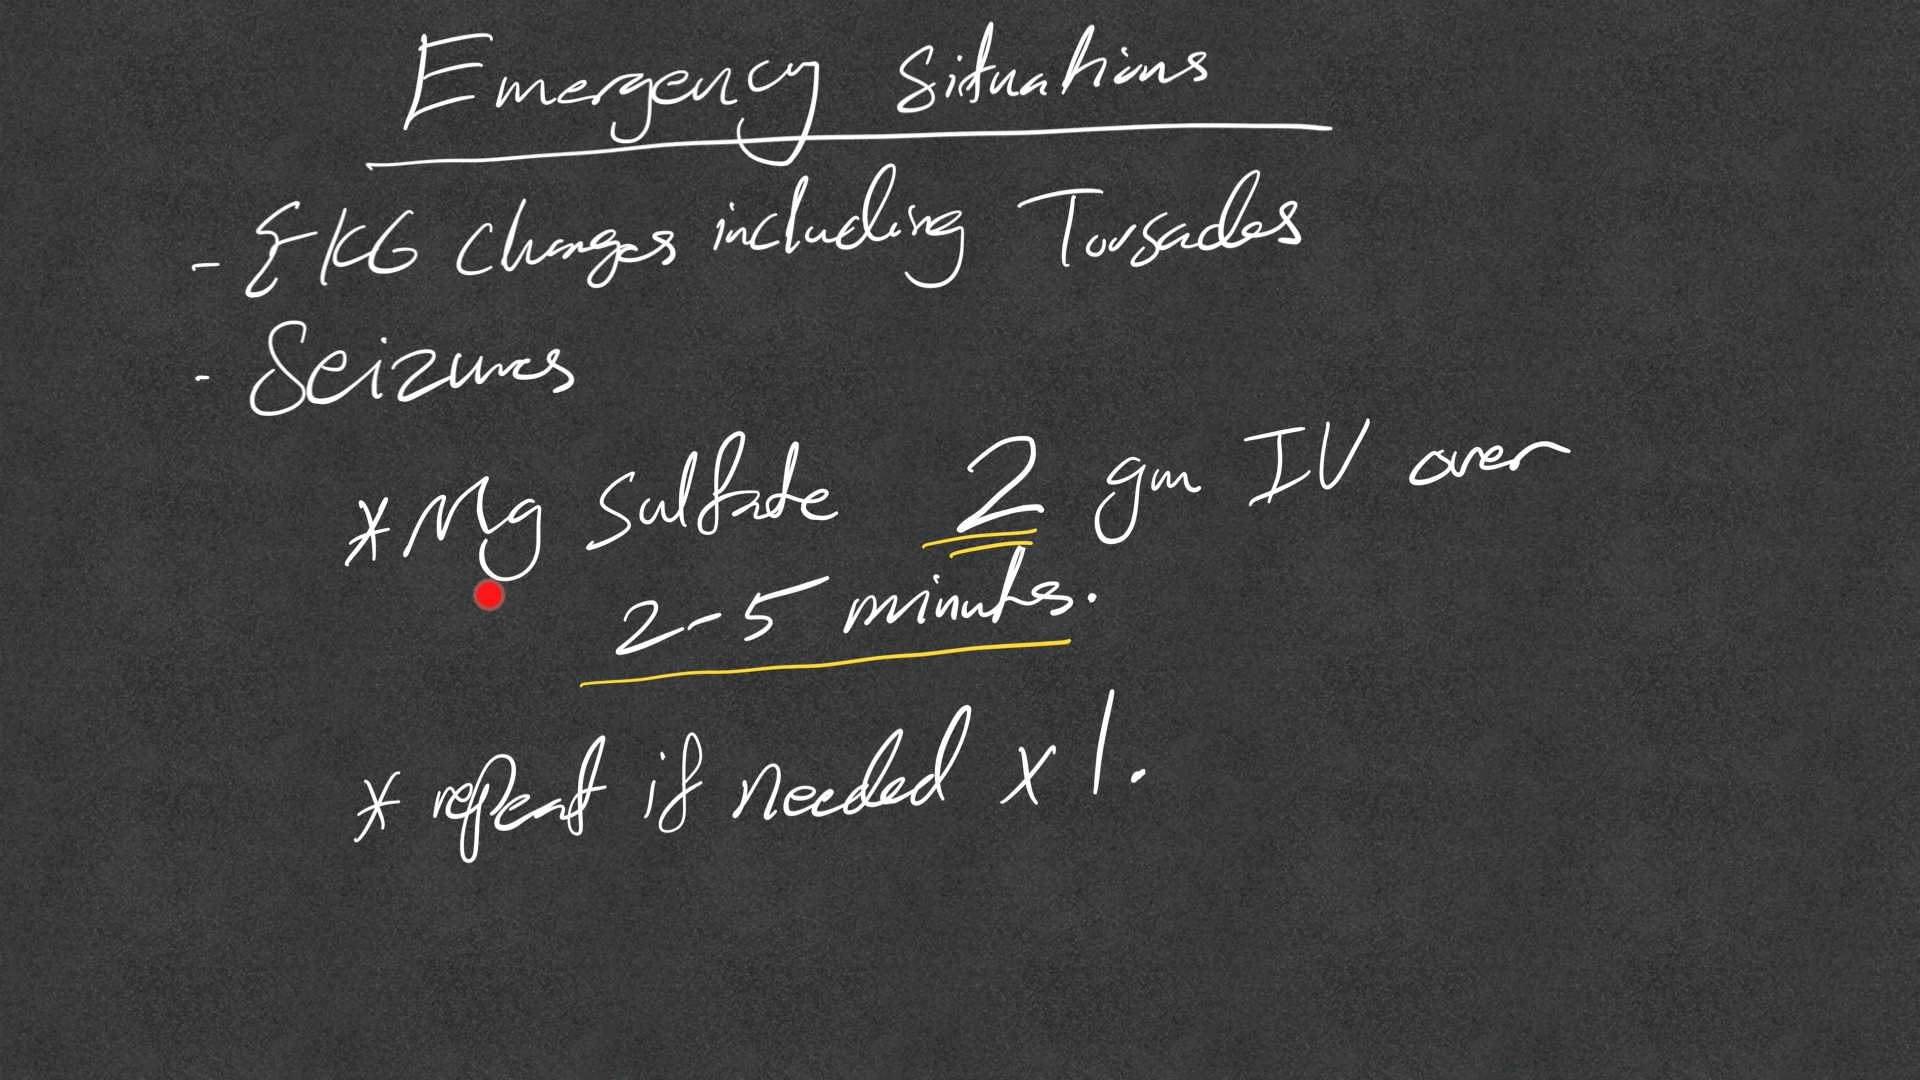 Emergency Situations
- EKG changes including Torsades
- Seizures
* Mg sulfate 2 gm IV over
2-5 minutes.
* repeat if needed x 1.